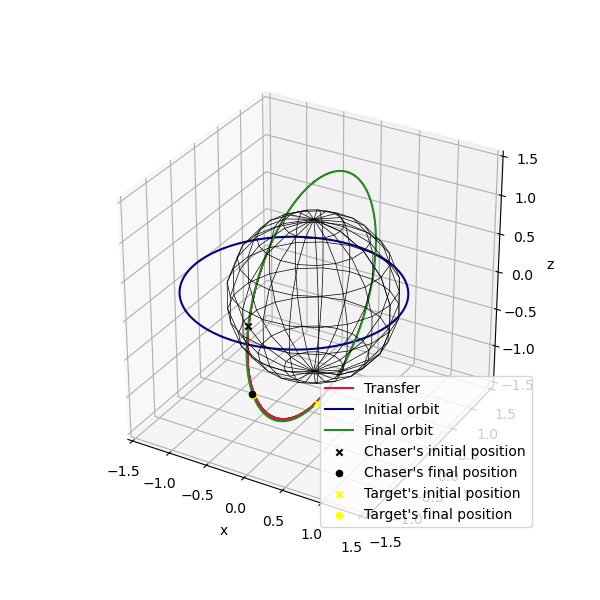 1.5
1.0
0.5
0.0
−0.5
−1.0
−1.5
z
Transfer
Initial orbit
Final orbit
Chaser's initial position
Chaser's final position
Target's initial position
Target's final position
−1.5
−1.0
−0.5
0.0
0.5
1.0
1.5
x
−1.5
−1.0
1.0
1.5